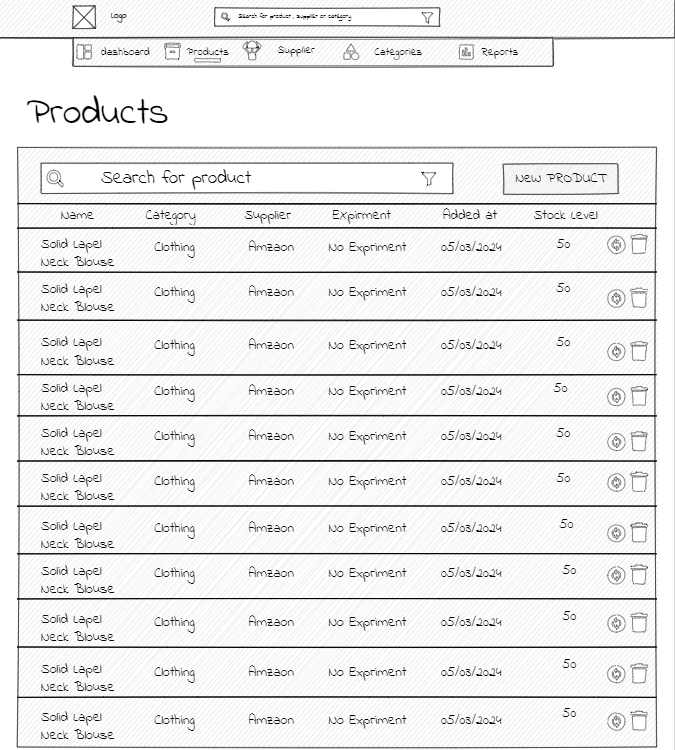 Logo
Search for product, supplier or category
dashboard Products Supplier Categories Reports
Products
Search for product
NEW PRODUCT
Name Category Supplier Expirment Added at Stock Level
Solid Lapel
Neck Blouse Clothing Amzaon No Expriment 05/03/2024 50
Solid Lapel
Neck Blouse Clothing Amzaon No Expriment 05/03/2024 50
Solid Lapel
Neck Blouse Clothing Amzaon No Expriment 05/03/2024 50
Solid Lapel
Neck Blouse Clothing Amzaon No Expriment 05/03/2024 50
Solid Lapel
Neck Blouse Clothing Amzaon No Expriment 05/03/2024 50
Solid Lapel
Neck Blouse Clothing Amzaon No Expriment 05/03/2024 50
Solid Lapel
Neck Blouse Clothing Amzaon No Expriment 05/03/2024 50
Solid Lapel
Neck Blouse Clothing Amzaon No Expriment 05/03/2024 50
Solid Lapel
Neck Blouse Clothing Amzaon No Expriment 05/03/2024 50
Solid Lapel
Neck Blouse Clothing Amzaon No Expriment 05/03/2024 50
Solid Lapel
Neck Blouse Clothing Amzaon No Expriment 05/03/2024 50